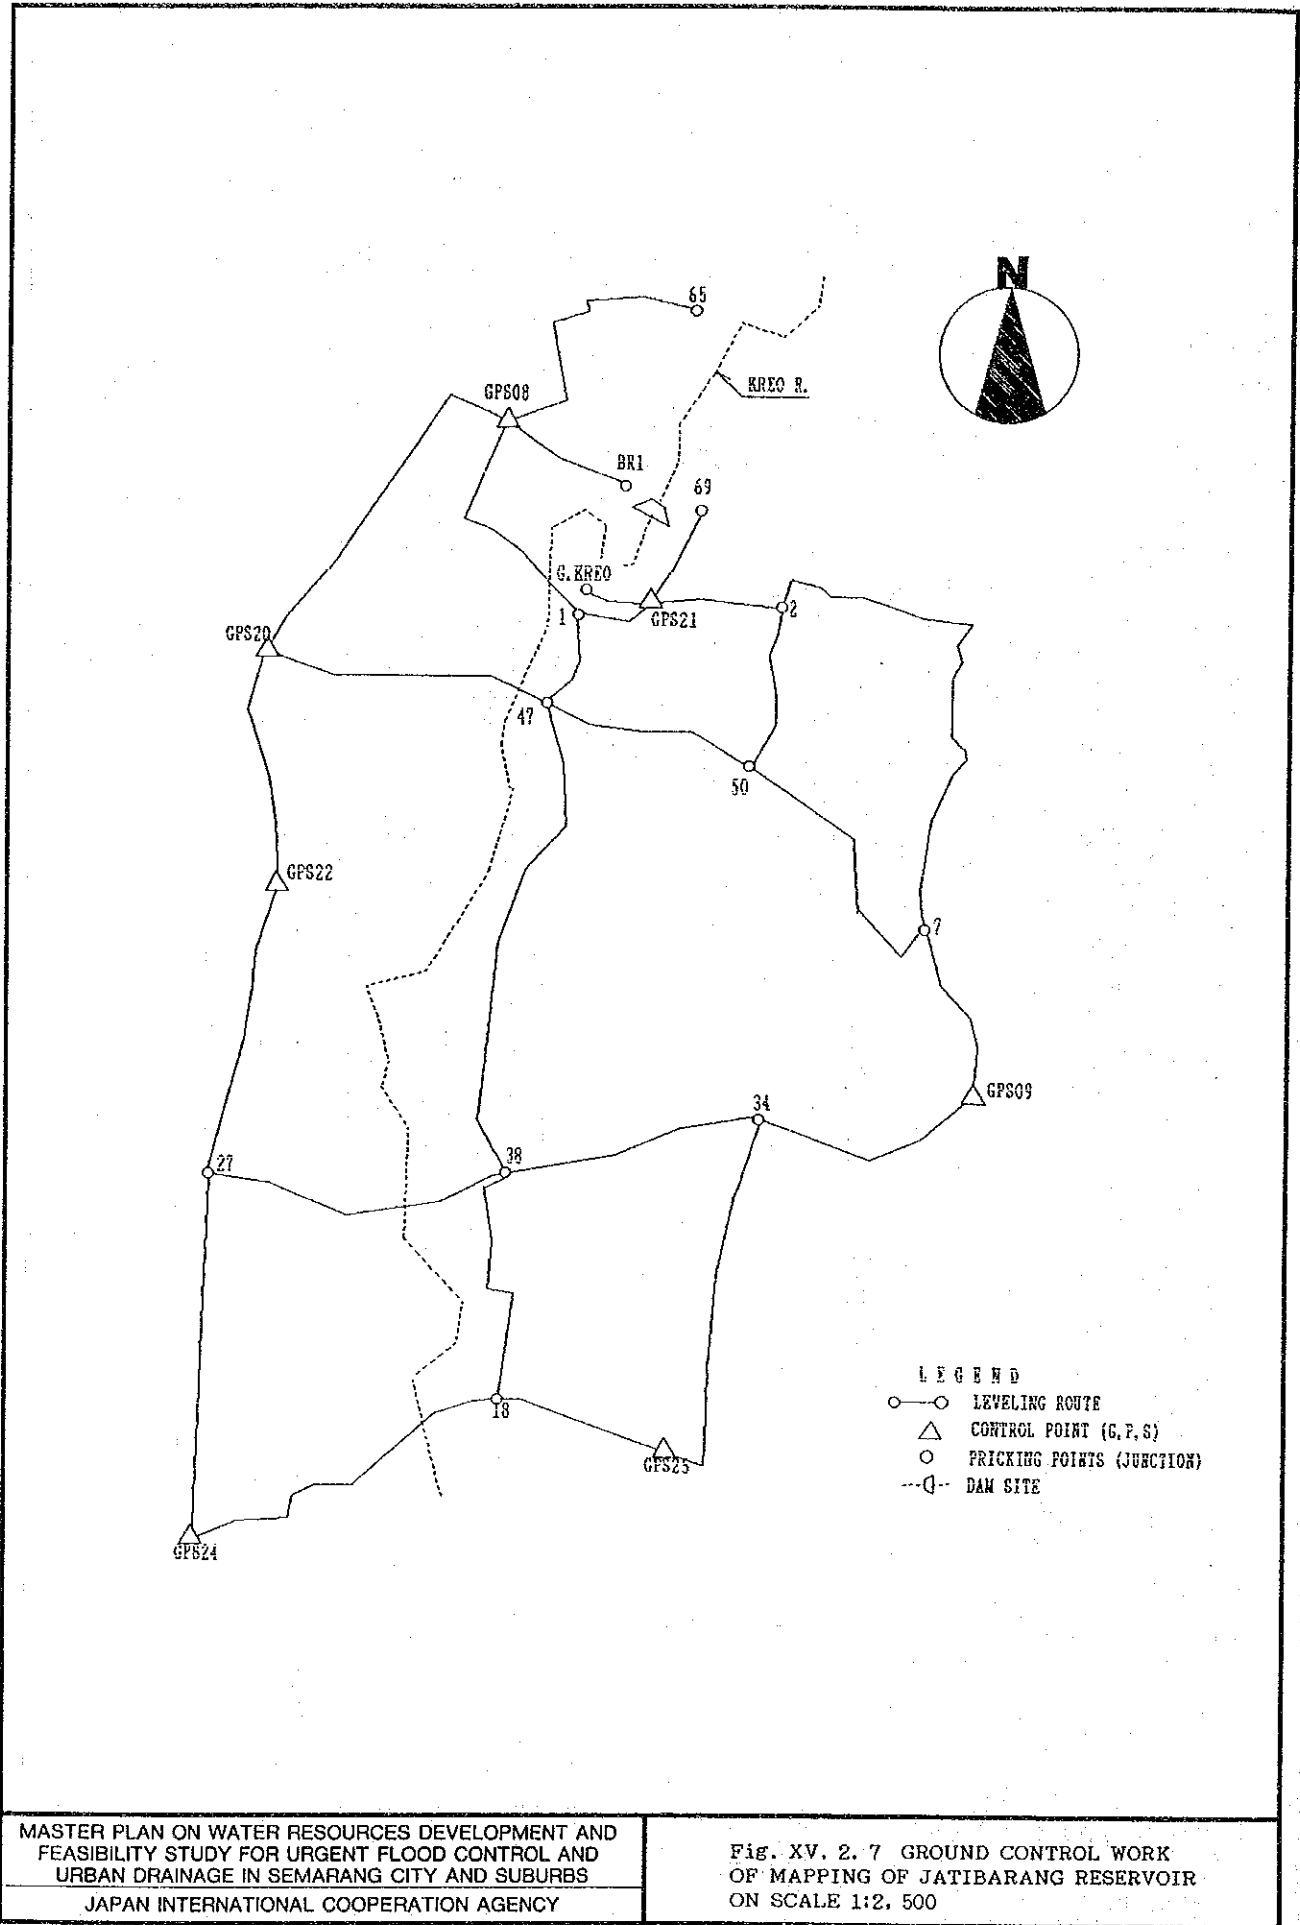 N
65
KREO R.
GPS08
BR1
69
G.KREO
1
GPS21
2
GPS20
47
50
GPS22
7
GPS09
34
27
38
18
GPS25
GPS24
LEGEND
LEVELING ROUTE
CONTROL POINT (G,P,S)
PRICKING POINTS (JUNCTION)
DAM SITE
MASTER PLAN ON WATER RESOURCES DEVELOPMENT AND
FEASIBILITY STUDY FOR URGENT FLOOD CONTROL AND
URBAN DRAINAGE IN SEMARANG CITY AND SUBURBS
JAPAN INTERNATIONAL COOPERATION AGENCY
Fig. XV. 2. 7 GROUND CONTROL WORK
OF MAPPING OF JATIBARANG RESERVOIR
ON SCALE 1:2, 500